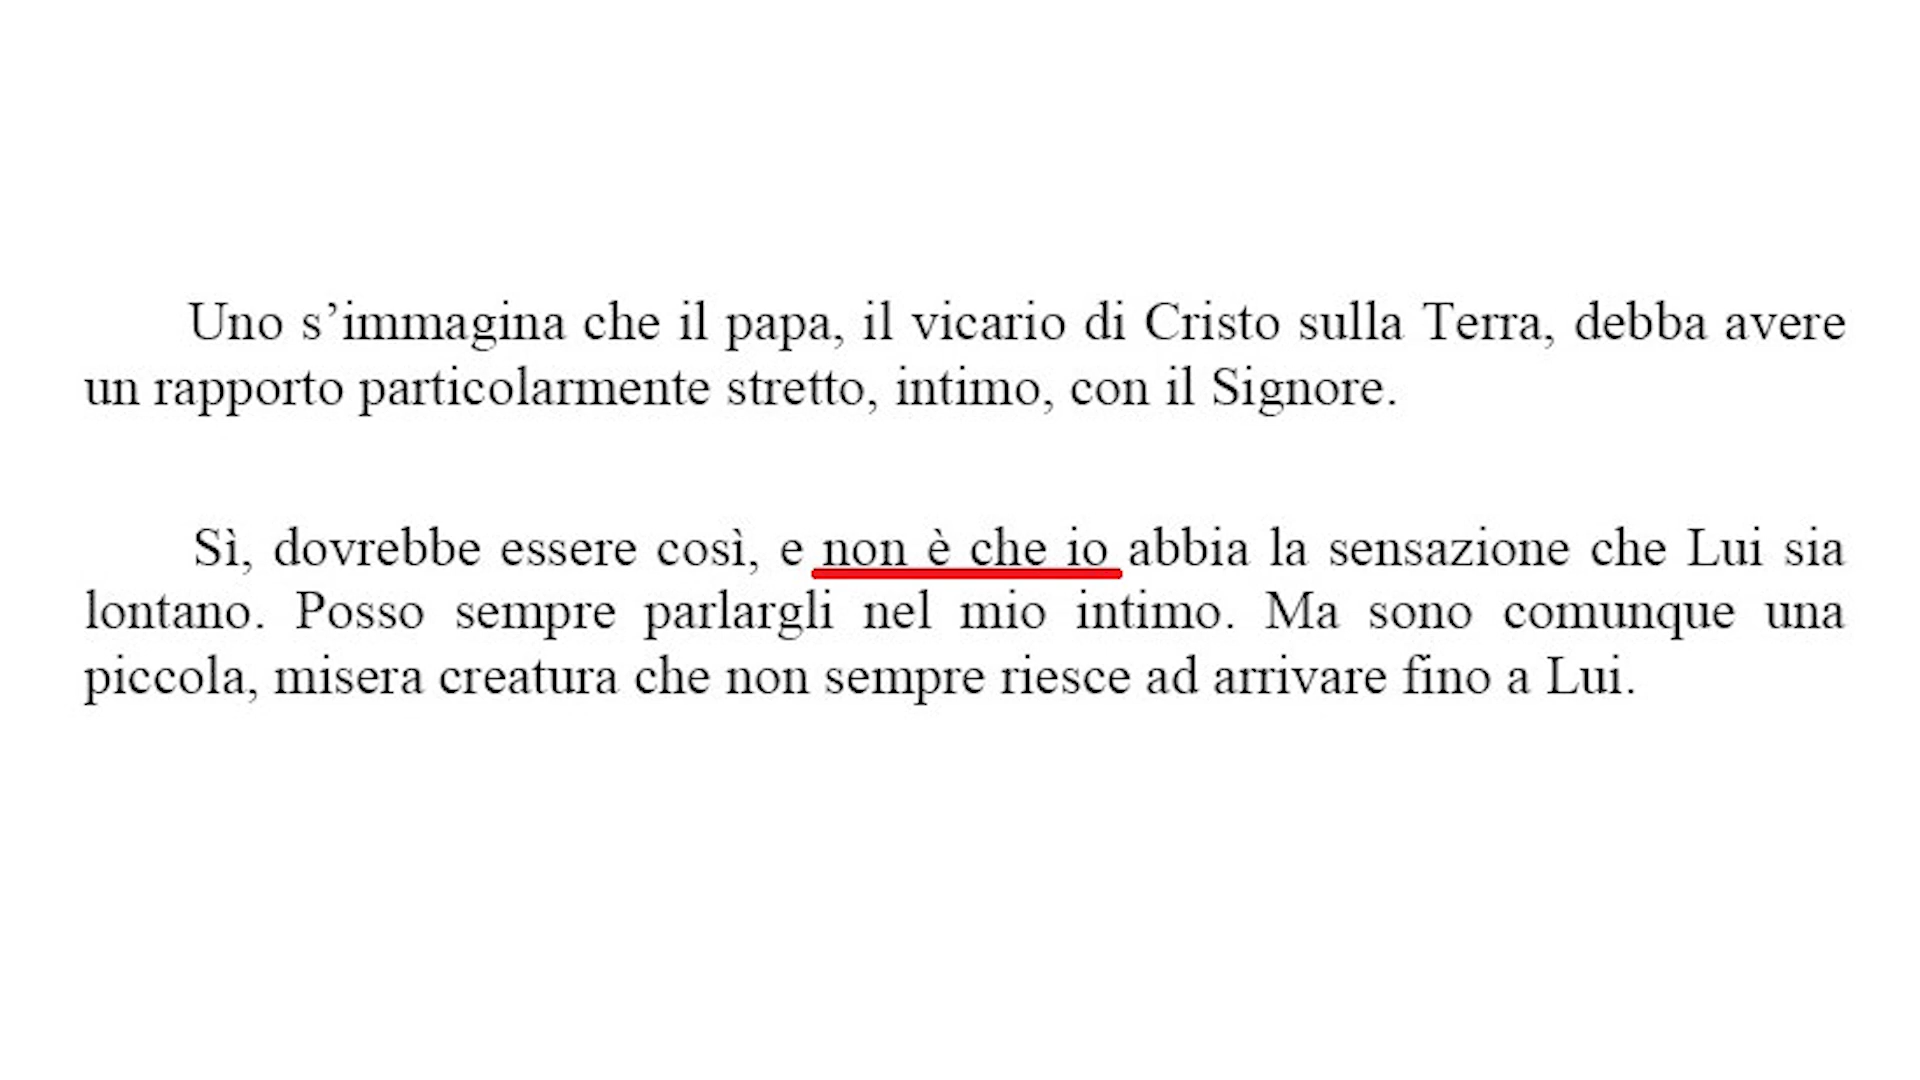 Uno s’immagina che il papa, il vicario di Cristo sulla Terra, debba avere
un rapporto particolarmente stretto, intimo, con il Signore.
Sì, dovrebbe essere così, e non è che io abbia la sensazione che Lui sia
lontano. Posso sempre parlargli nel mio intimo. Ma sono comunque una
piccola, misera creatura che non sempre riesce ad arrivare fino a Lui.